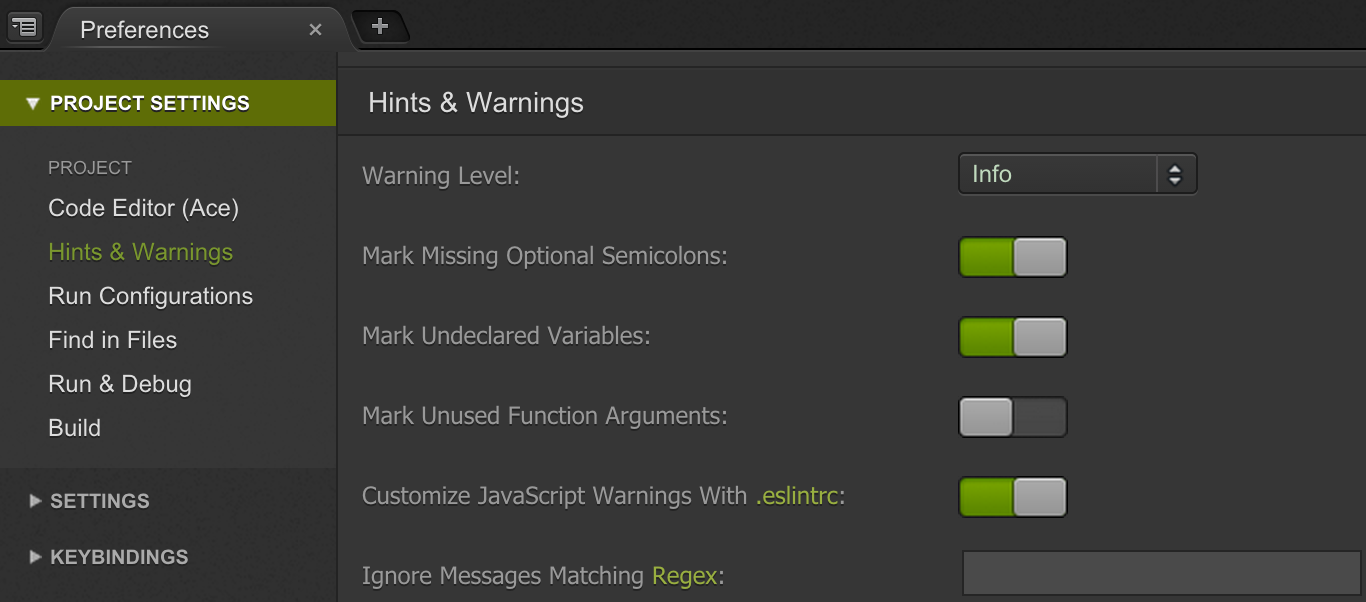 Preferences
PROJECT SETTINGS
PROJECT
Code Editor (Ace)
Hints & Warnings
Run Configurations
Find in Files
Run & Debug
Build
SETTINGS
KEYBINDINGS
Hints & Warnings
Warning Level: Info
Mark Missing Optional Semicolons:
Mark Undeclared Variables:
Mark Unused Function Arguments:
Customize JavaScript Warnings With .eslintrc:
Ignore Messages Matching Regex: